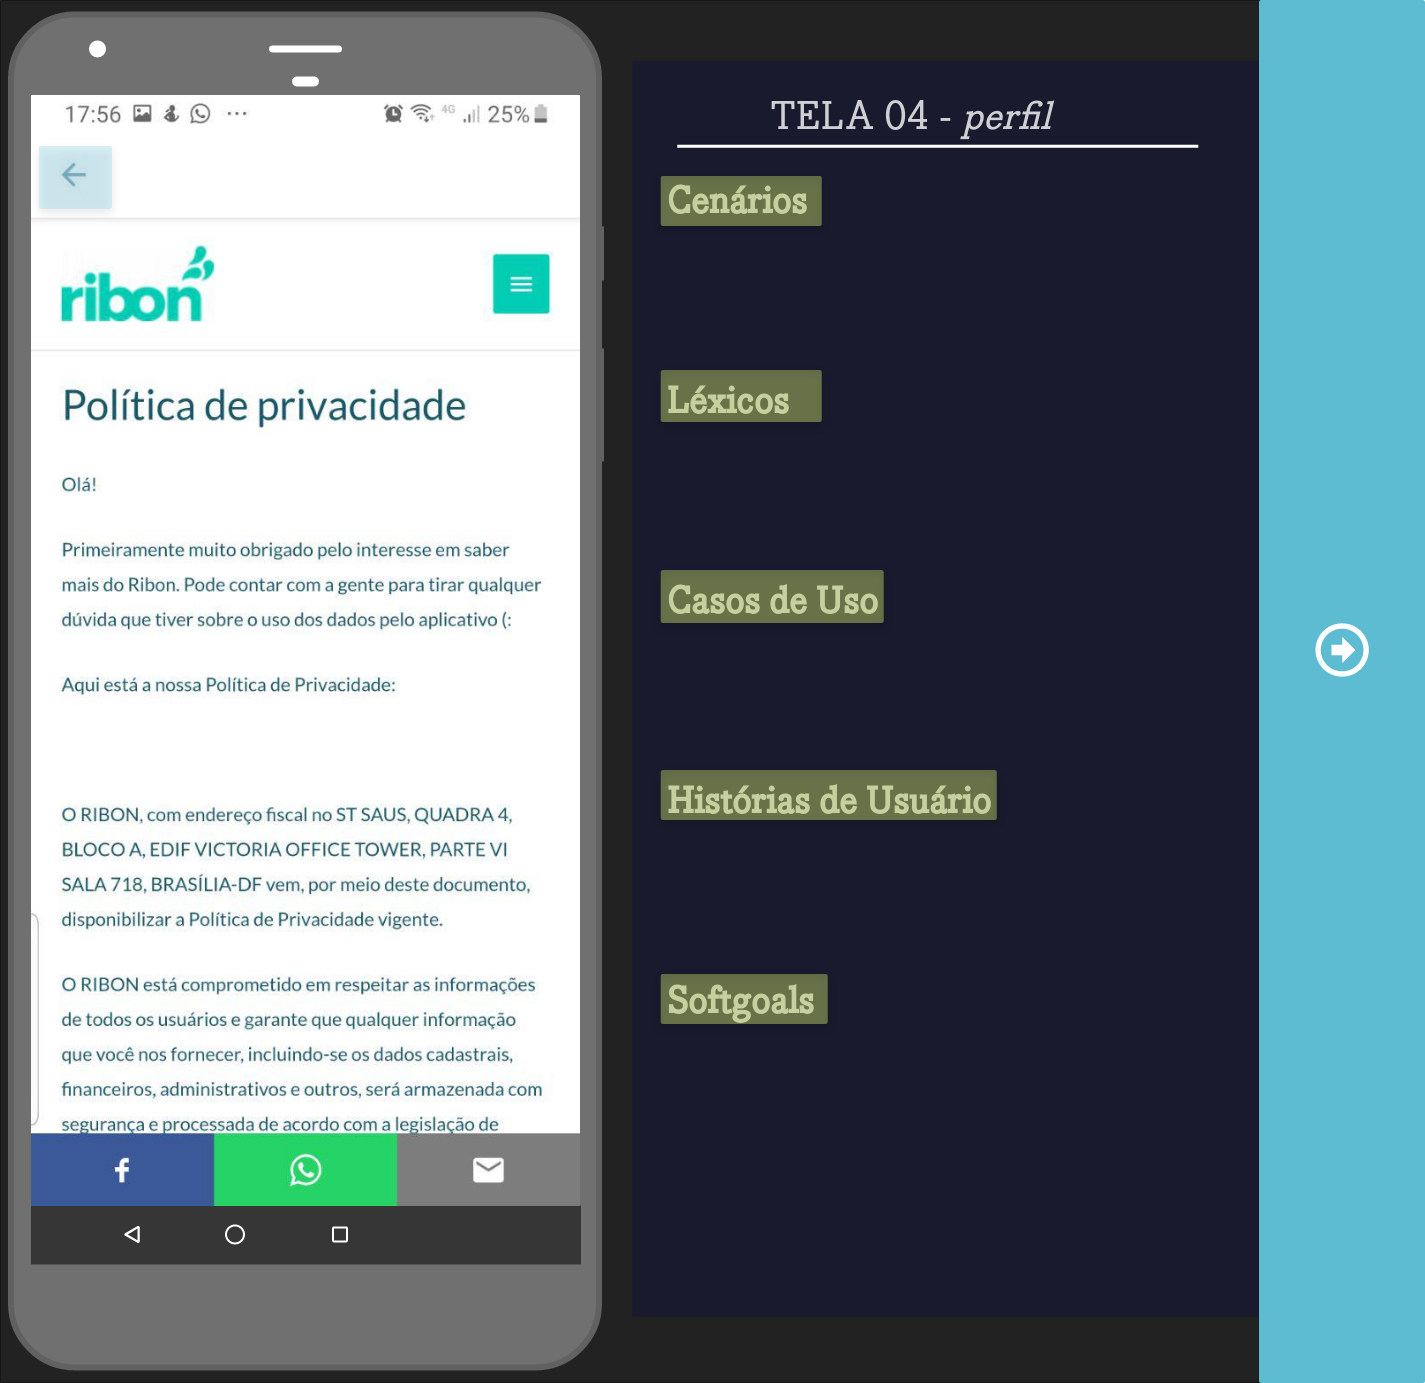 17:56
4G
25%
ribon
Política de privacidade
Olá!
Primeiramente muito obrigado pelo interesse em saber
mais do Ribon. Pode contar com a gente para tirar qualquer
dúvida que tiver sobre o uso dos dados pelo aplicativo (:
Aqui está a nossa Política de Privacidade:
O RIBON, com endereço fiscal no ST SAUS, QUADRA 4,
BLOCO A, EDIF VICTORIA OFFICE TOWER, PARTE VI
SALA 718, BRASÍLIA-DF vem, por meio deste documento,
disponibilizar a Política de Privacidade vigente.
O RIBON está comprometido em respeitar as informações
de todos os usuários e garante que qualquer informação
que você nos fornecer, incluindo-se os dados cadastrais,
financeiros, administrativos e outros, será armazenada com
segurança e processada de acordo com a legislação de
TELA 04 - perfil
Cenários
Léxicos
Casos de Uso
Histórias de Usuário
Softgoals